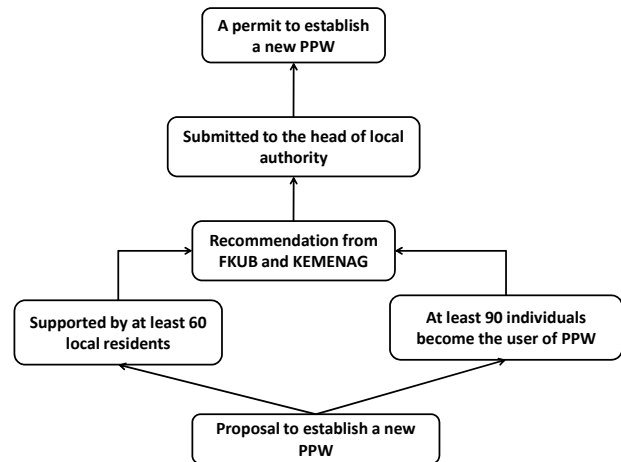 A permit to establish
a new PPW
Submitted to the head of local
authority
Recommendation from
FKUB and KEMENAG
Supported by at least 60
local residents
At least 90 individuals
become the user of PPW
Proposal to establish a new
PPW